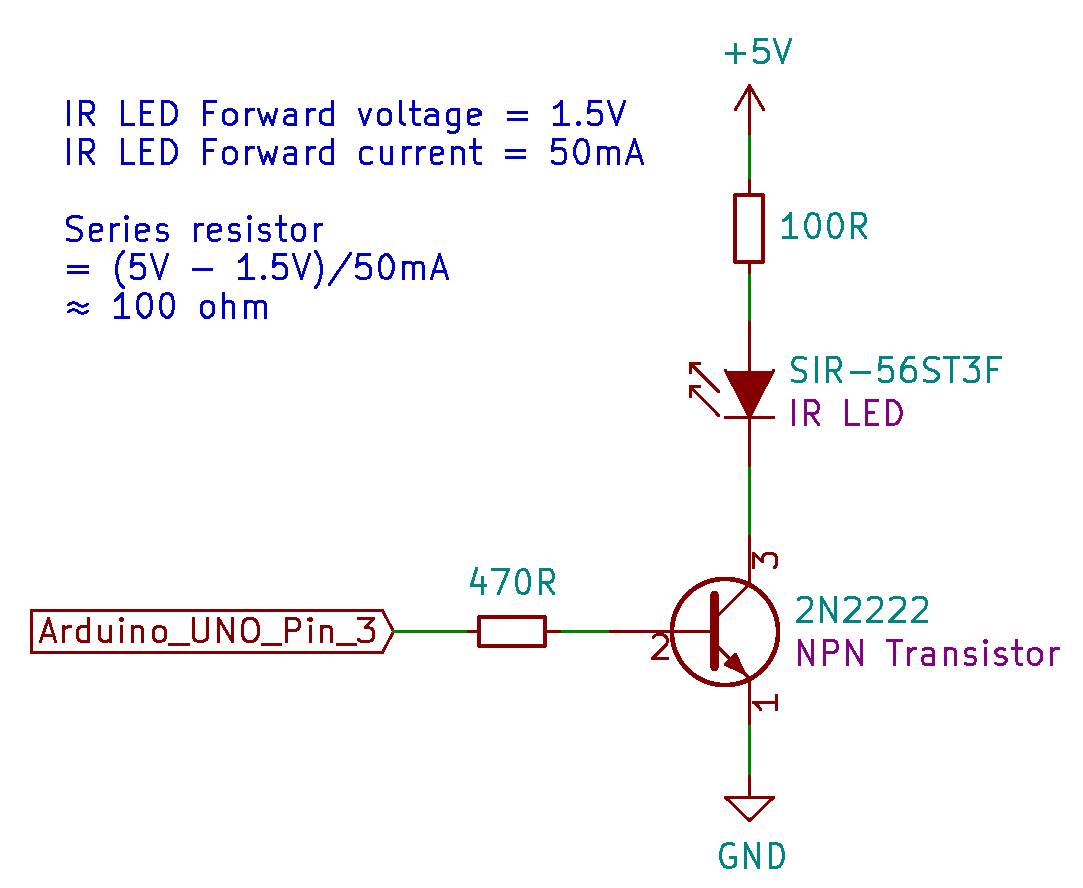 +5V
IR LED Forward voltage = 1.5V
IR LED Forward current = 50mA
Series resistor
= (5V - 1.5V)/50mA
≈ 100 ohm
100R
SIR-56ST3F
IR LED
3
470R
2N2222
Arduino_UNO_Pin_3
2
NPN Transistor
1
GND